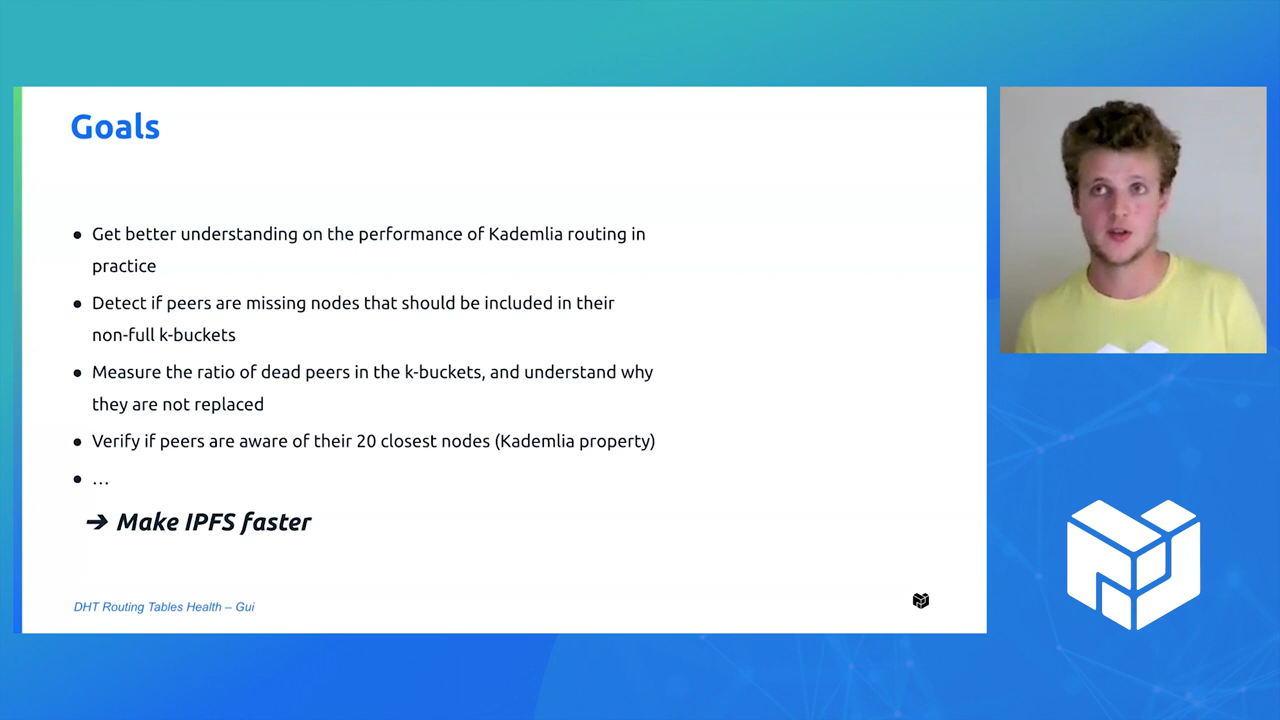 Goals
● Get better understanding on the performance of Kademlia routing in
practice
● Detect if peers are missing nodes that should be included in their
non-full k-buckets
● Measure the ratio of dead peers in the k-buckets, and understand why
they are not replaced
● Verify if peers are aware of their 20 closest nodes (Kademlia property)
● …
➔ Make IPFS faster
DHT Routing Tables Health – Gui